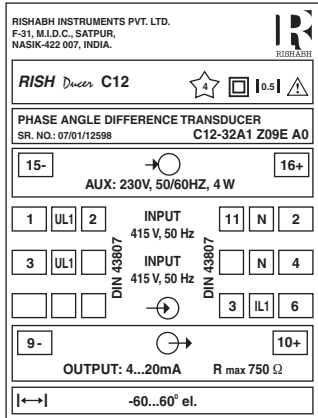 RISHABH INSTRUMENTS PVT. LTD.
F-31, M.I.D.C., SATPUR,
NASIK-422 007, INDIA.
R
RISHABH
RISH Ducer C12
4
0.5
PHASE ANGLE DIFFERENCE TRANSDUCER
SR. NO.: 07/01/12598 C12-32A1 Z09E A0
15- 16+
AUX: 230V, 50/60HZ, 4 W
1 UL1 2 INPUT 11 N 2
415 V, 50 Hz
3 UL1 INPUT N 4
415 V, 50 Hz
DIN 43807 DIN 43807
3 IL1 6
9- 10+
OUTPUT: 4...20mA R max 750 Ω
-60...60° el.